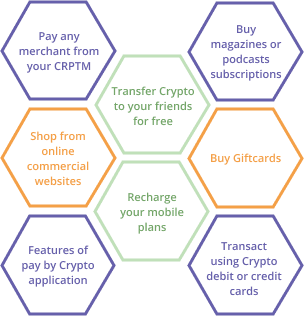 Pay any
merchant from
your CRPTM
Buy
magazines or
podcasts
subscriptions
Transfer Crypto
to your friends
for free
Shop from
online
commercial
websites
Buy Giftcards
Recharge
your mobile
plans
Features of
pay by Crypto
application
Transact
using Crypto
debit or credit
cards